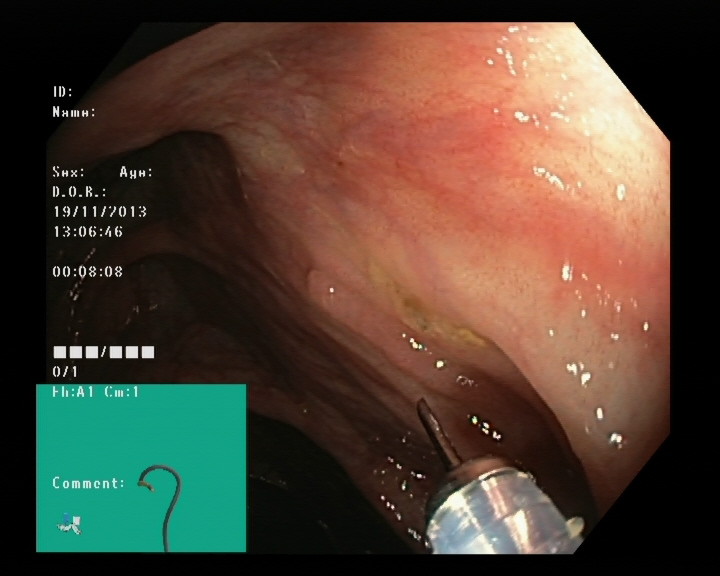 ID:
Name:
Sex: Age:
D.O.R.:
19/11/2013
13:06:46
00:08:08
■■■/■■■
0/1
Eh:A1 Cm:1
Comment: